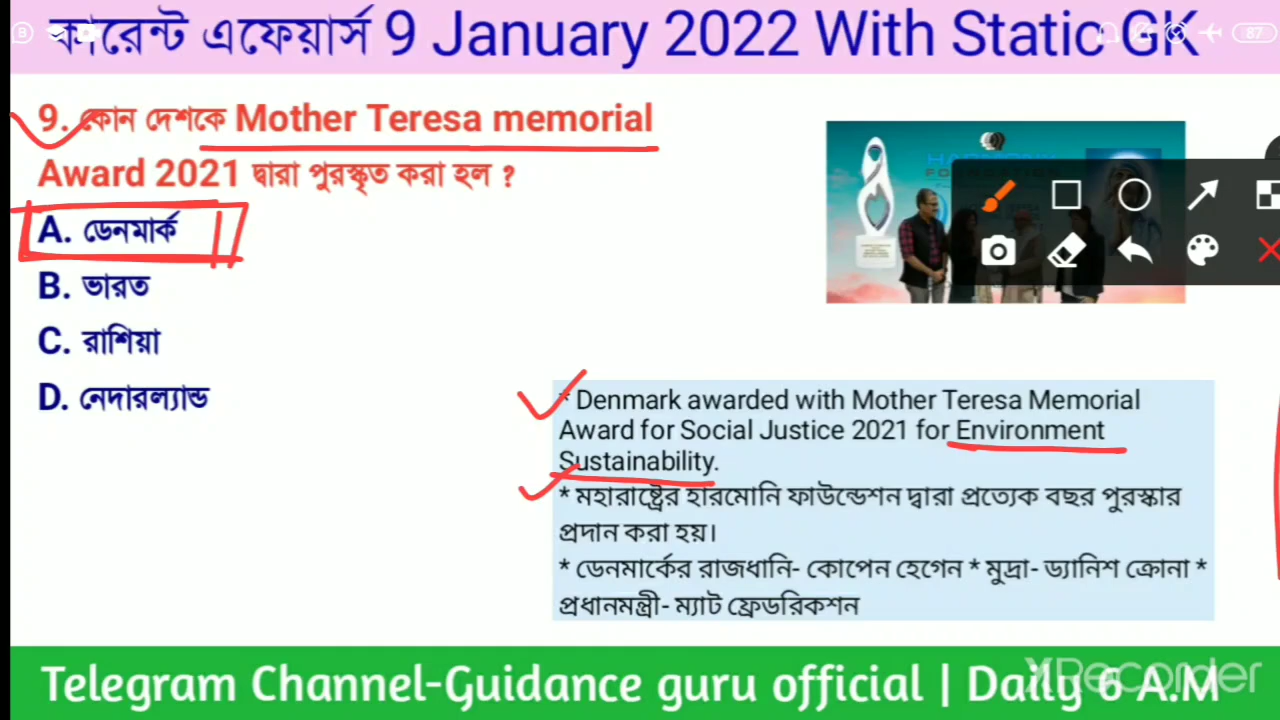 কারেন্ট এফেয়ার্স 9 January 2022 With Static GK
87
9. কোন দেশকে Mother Teresa memorial
Award 2021 দ্বারা পুরস্কৃত করা হল ?
A. ডেনমার্ক
B. ভারত
C. রাশিয়া
D. নেদারল্যান্ড
* Denmark awarded with Mother Teresa Memorial
Award for Social Justice 2021 for Environment
Sustainability.
* মহারাষ্ট্রের হারমোনি ফাউন্ডেশন দ্বারা প্রত্যেক বছর পুরস্কার
প্রদান করা হয়।
* ডেনমার্কের রাজধানি- কোপেন হেগেন * মুদ্রা- ড্যানিশ ক্রোনা *
প্রধানমন্ত্রী- ম্যাট ফ্রেডরিকশন
Telegram Channel-Guidance guru official | Daily 6 A.M
XRecorder